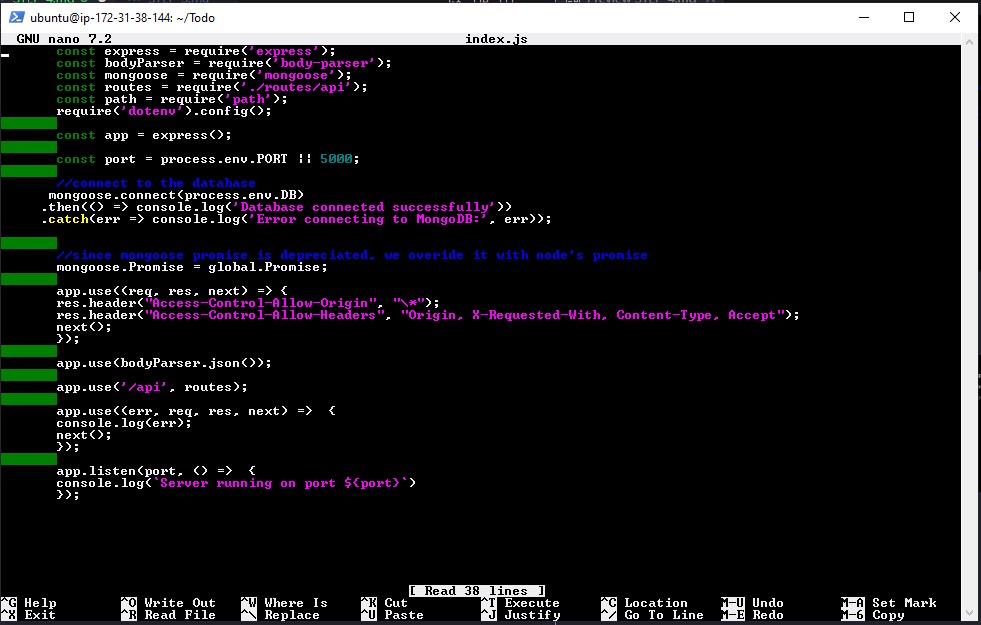 ubuntu@ip-172-31-38-144: ~/Todo
GNU nano 7.2 index.js
const express = require('express');
const bodyParser = require('body-parser');
const mongoose = require('mongoose');
const routes = require('./routes/api');
const path = require('path');
require('dotenv').config();
const app = express();
const port = process.env.PORT || 5000;
//connect to the database
mongoose.connect(process.env.DB)
.then(() => console.log('Database connected successfully'))
.catch(err => console.log('Error connecting to MongoDB:', err));
//since mongoose promise is depreciated, we overide it with node's promise
mongoose.Promise = global.Promise;
app.use((req, res, next) => {
res.header("Access-Control-Allow-Origin", "\*");
res.header("Access-Control-Allow-Headers", "Origin, X-Requested-With, Content-Type, Accept");
next();
});
app.use(bodyParser.json());
app.use('/api', routes);
app.use((err, req, res, next) => {
console.log(err);
next();
});
app.listen(port, () => {
console.log(`Server running on port ${port}`)
});
[ Read 38 lines ]
^G Help ^O Write Out ^W Where Is ^K Cut ^T Execute ^C Location M-U Undo M-A Set Mark
^X Exit ^R Read File ^\ Replace ^U Paste ^J Justify ^/ Go To Line M-E Redo M-6 Copy